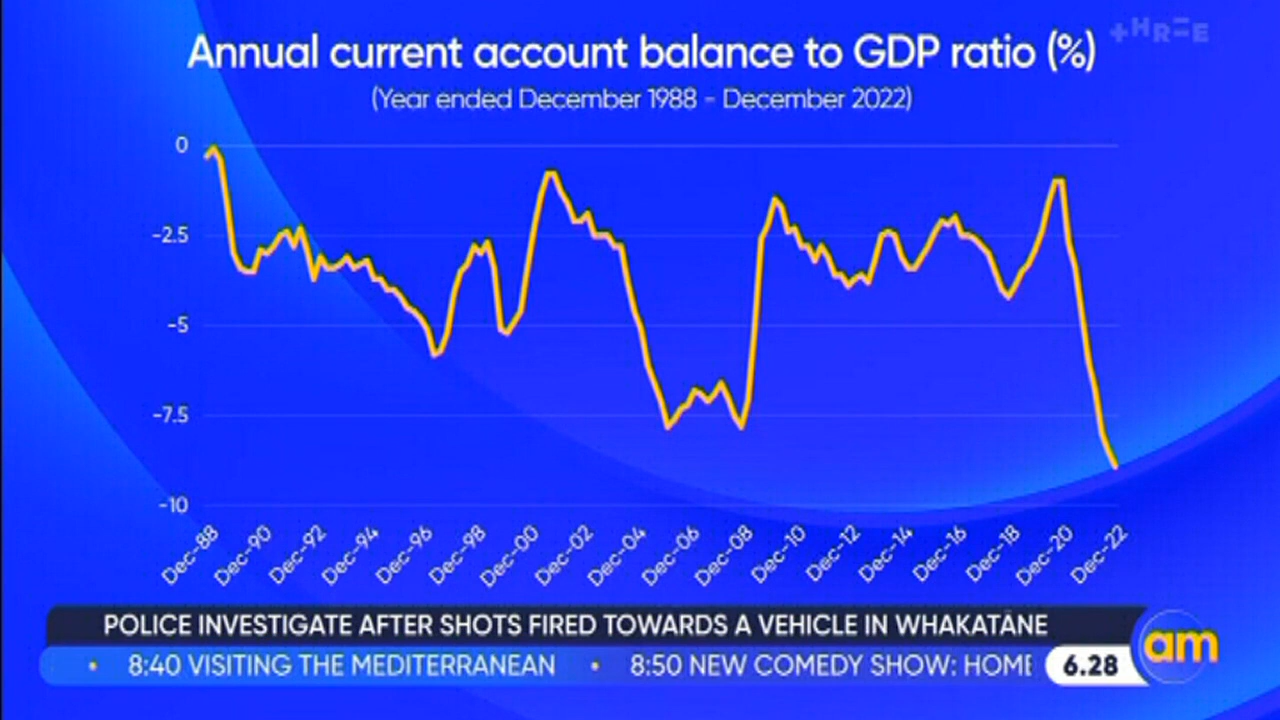 +HR=E
Annual current account balance to GDP ratio (%)
(Year ended December 1988 - December 2022)
0
-2.5
-5
-7.5
-10
Dec-88
Dec-90
Dec-92
Dec-94
Dec-96
Dec-98
Dec-00
Dec-02
Dec-04
Dec-06
Dec-08
Dec-10
Dec-12
Dec-14
Dec-16
Dec-18
Dec-20
Dec-22
POLICE INVESTIGATE AFTER SHOTS FIRED TOWARDS A VEHICLE IN WHAKATĀNE
• 8:40 VISITING THE MEDITERRANEAN • 8:50 NEW COMEDY SHOW: HOME
6.28
am